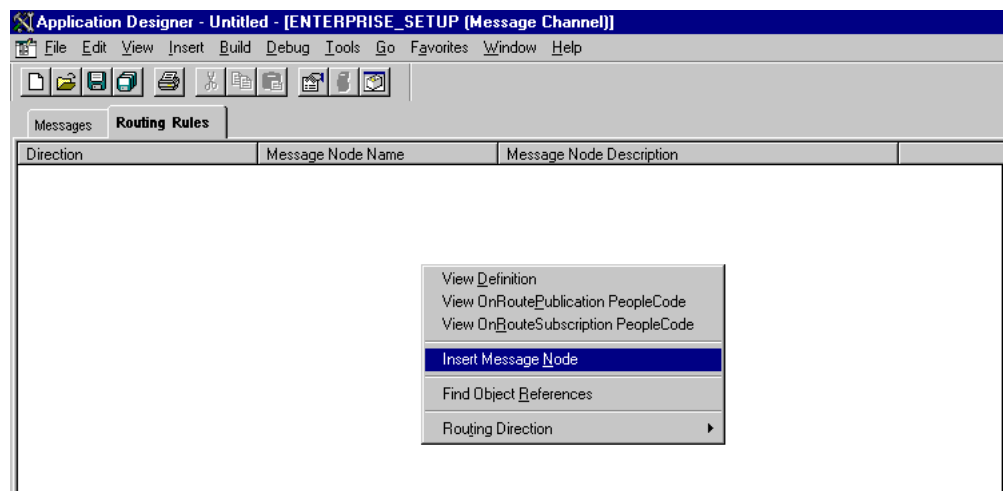 Application Designer - Untitled - [ENTERPRISE_SETUP (Message Channel)]
File Edit View Insert Build Debug Tools Go Favorites Window Help
Messages Routing Rules
Direction Message Node Name Message Node Description
View Definition
View OnRoutePublication PeopleCode
View OnRouteSubscription PeopleCode
Insert Message Node
Find Object References
Routing Direction